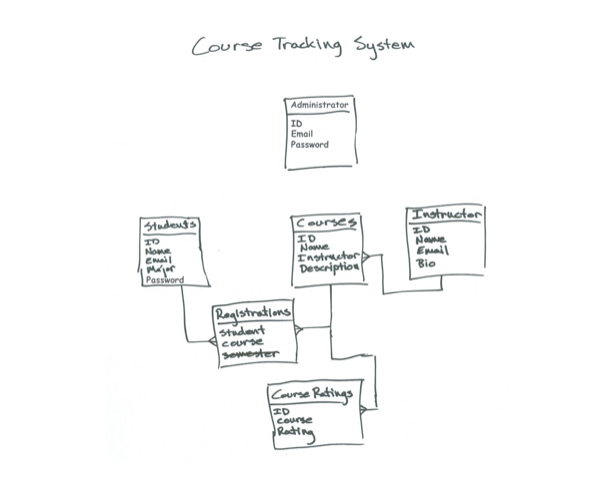 Course Tracking System
Administrator
ID
Email
Password
Students
ID
Name
Email
Major
Password
Courses
ID
Name
Instructor
Description
Instructor
ID
Name
Email
Bio
Registrations
student
course
semester
Course Ratings
ID
course
Rating